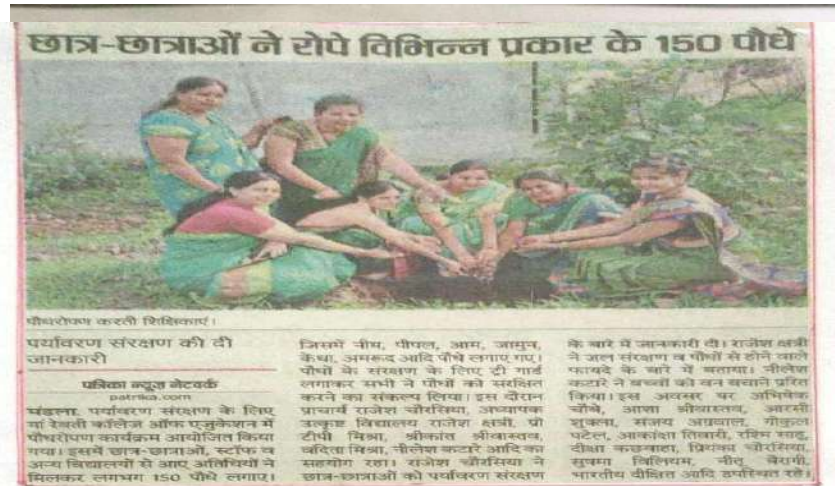 छात्र-छात्राओं ने रोपे विभिन्न प्रकार के 150 पौधे
पौधरोपण करती शिक्षिकाएं।
पर्यावरण संरक्षण की दी
जानकारी
पत्रिका न्यूज नेटवर्क
patrika.com
मंडला. पर्यावरण संरक्षण के लिए
मां रेवती कॉलेज ऑफ एजुकेशन में
पौधरोपण कार्यक्रम आयोजित किया
गया। इसमें छात्र-छात्राओं, स्टॉफ व
अन्य विद्यालयों से आए अतिथियों ने
मिलकर लगभग 150 पौधे लगाए।
जिसमें नीम, पीपल, आम, जामुन,
कैथा, अमरूद आदि पौधे लगाए गए।
पौधों के संरक्षण के लिए ट्री गार्ड
लगाकर सभी ने पौधों को संरक्षित
करने का संकल्प लिया। इस दौरान
प्राचार्य राजेश चौरसिया, अध्यापक
उत्कृष्ट विद्यालय राजेश क्षत्री, प्रो
टीपी मिश्रा, श्रीकांत श्रीवास्तव,
वंदिता मिश्रा, नीलेश कटारे आदि का
सहयोग रहा। राजेश चौरसिया ने
छात्र-छात्राओं को पर्यावरण संरक्षण
के बारे में जानकारी दी। राजेश क्षत्री
ने जल संरक्षण व पौधों से होने वाले
फायदे के बारे में बताया। नीलेश
कटारे ने बच्चों को वन बचाने प्रेरित
किया। इस अवसर पर अभिषेक
चौबे, आशा श्रीवास्तव, आरसी
शुक्ला, संजय अग्रवाल, गोकुल
पटेल, आकांक्षा तिवारी, रश्मि साहू,
दीक्षा कछवाहा, प्रियंका चौरसिया,
सुषमा विलियम, नीतू बैरागी,
भारतीय दीक्षित आदि उपस्थित रहे।